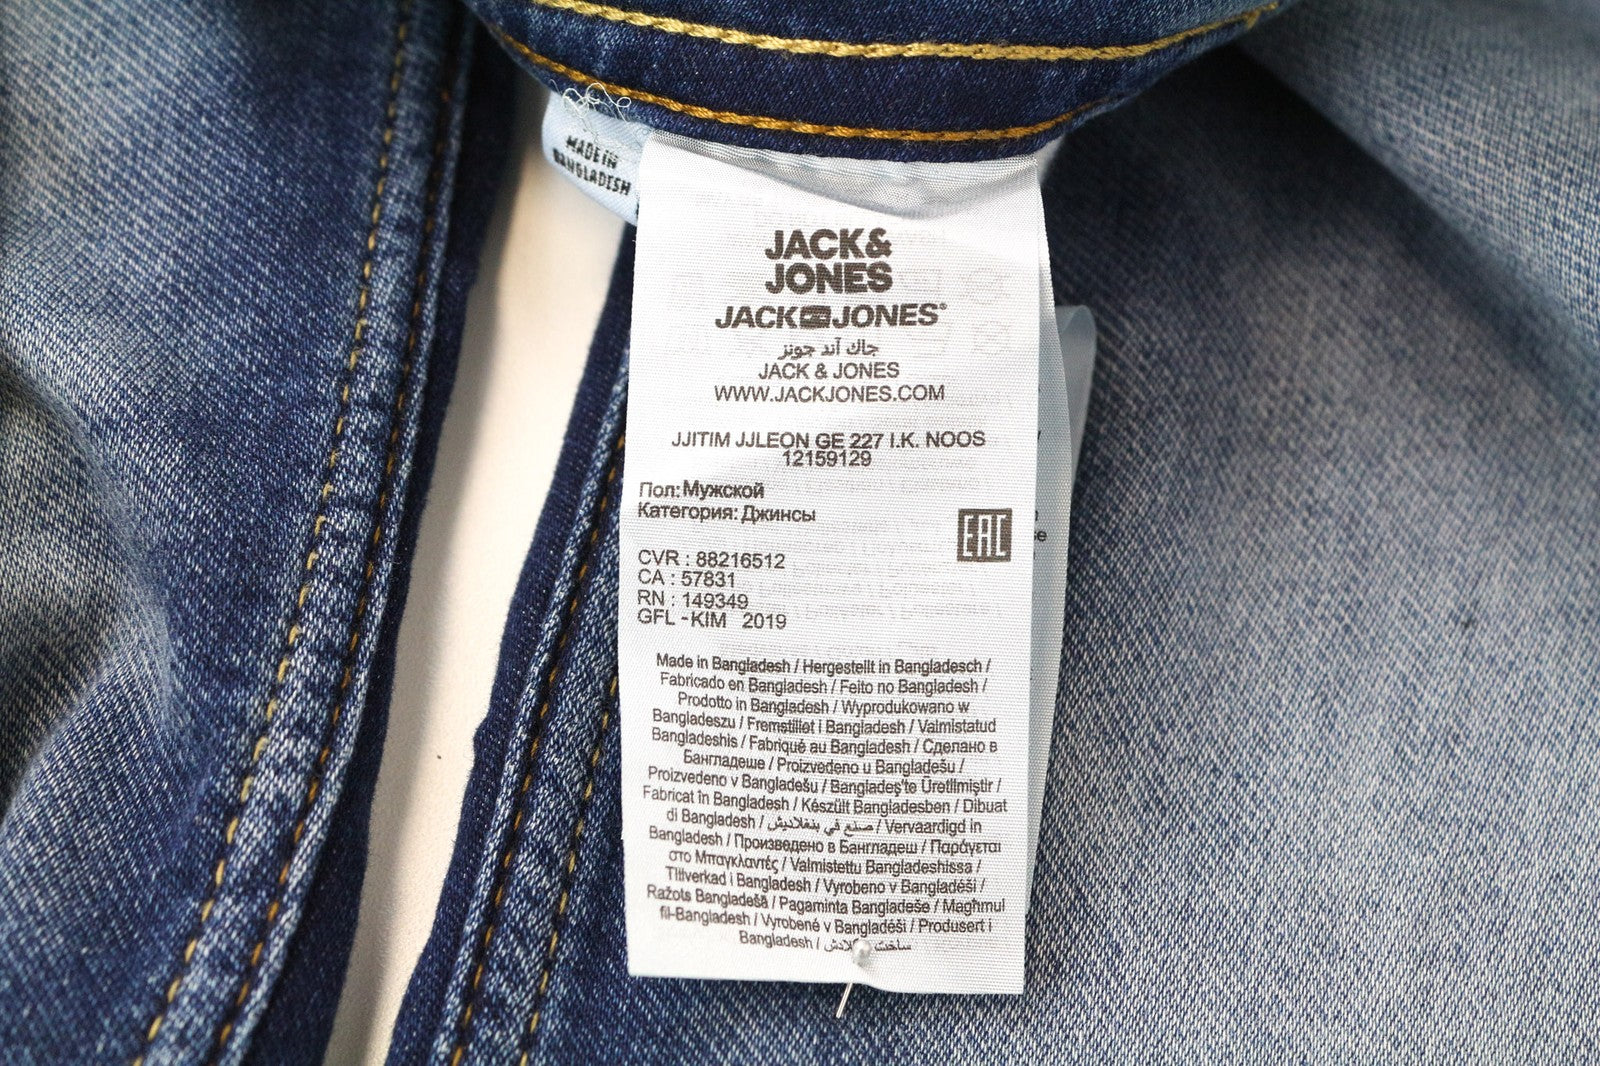 MADE IN
BANGLADESH
JACK&
JONES
JACK JONES®
جاك آند جونز
JACK & JONES
WWW.JACKJONES.COM
JJITIM JJLEON GE 227 I.K. NOOS
12159129
Пол: Мужской
Категория: Джинсы
EAC
CVR : 88216512
CA : 57831
RN : 149349
GFL - KIM 2019
Made in Bangladesh / Hergestellt in Bangladesch /
Fabricado en Bangladesh / Feito no Bangladesh /
Prodotto in Bangladesh / Wyprodukowano w
Bangladeszu / Fremstillet i Bangladesh / Valmistatud
Bangladeshis / Fabriqué au Bangladesh / Сделано в
Бангладеше / Proizvedeno u Bangladešu /
Proizvedeno v Bangladešu / Bangladeş'te Üretilmiştir /
Fabricat în Bangladesh / Készült Bangladesben / Dibuat
di Bangladesh / صنع في بنغلاديش / Vervaardigd in
Bangladesh / Произведено в Бангладеш / Παράγεται
στο Μπαγκλαντές / Valmistettu Bangladeshissa /
Tillverkad i Bangladesh / Vyrobeno v Bangladéši /
Ražots Bangladešā / Pagaminta Bangladeše / Magħmul
fil-Bangladesh / Vyrobené v Bangladéši / Produsert i
Bangladesh / ساخت